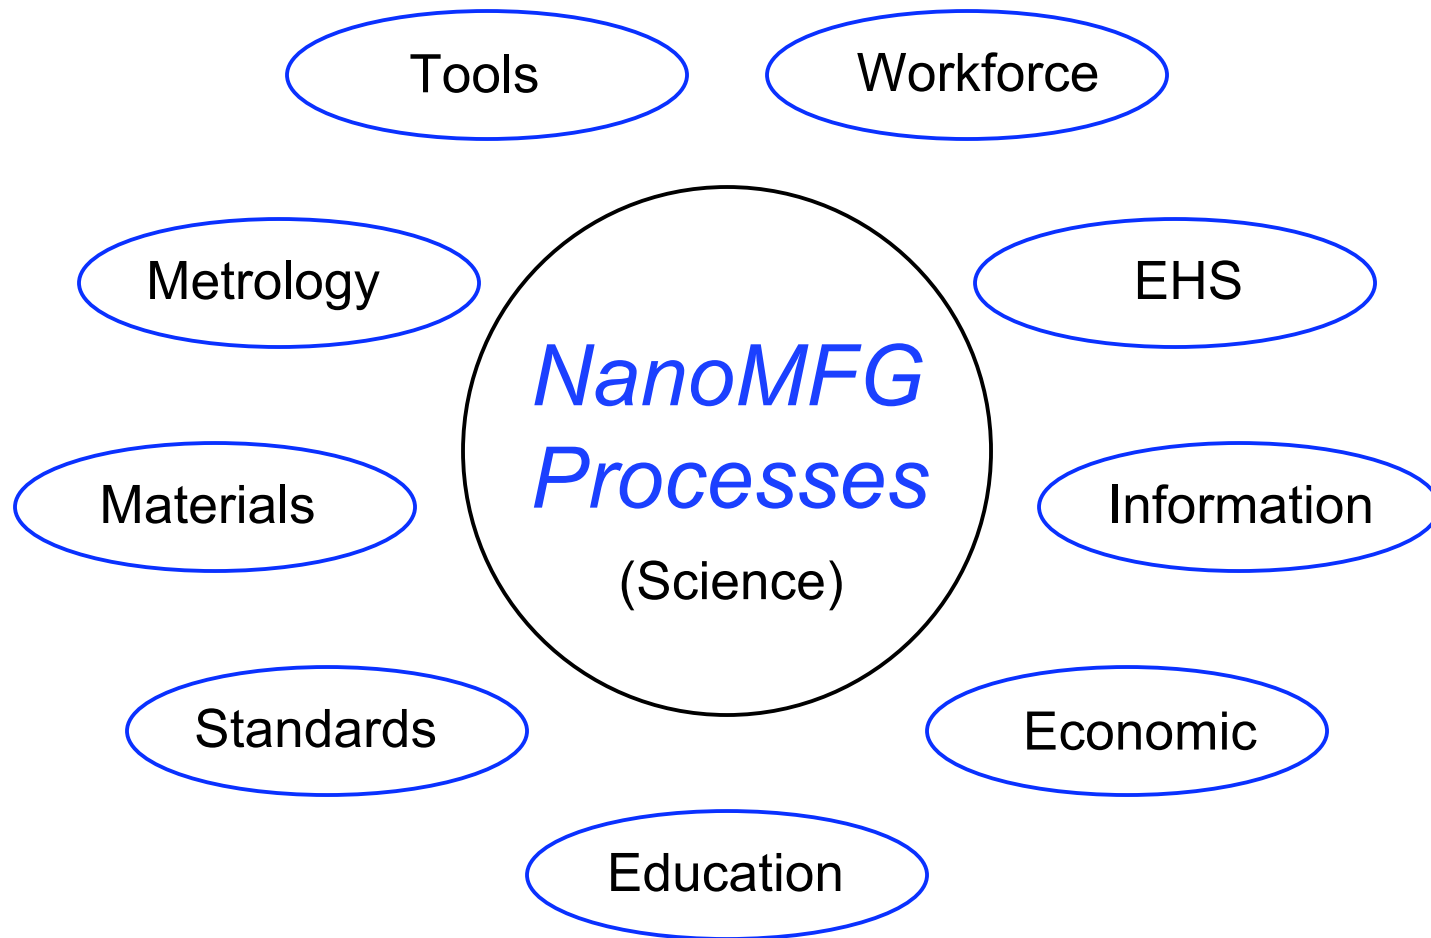 Tools
Workforce
Metrology
EHS
NanoMFG
Processes
(Science)
Materials
Information
Standards
Economic
Education